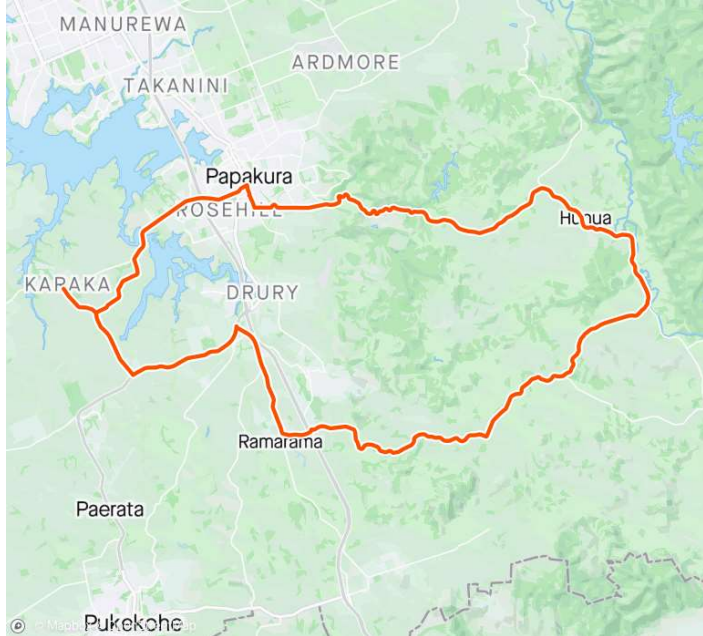 MANUREWA
ARDMORE
TAKANINI
Papakura
ROSEHILL
Hunua
KARAKA
DRURY
Ramarama
Paerata
Pukekohe